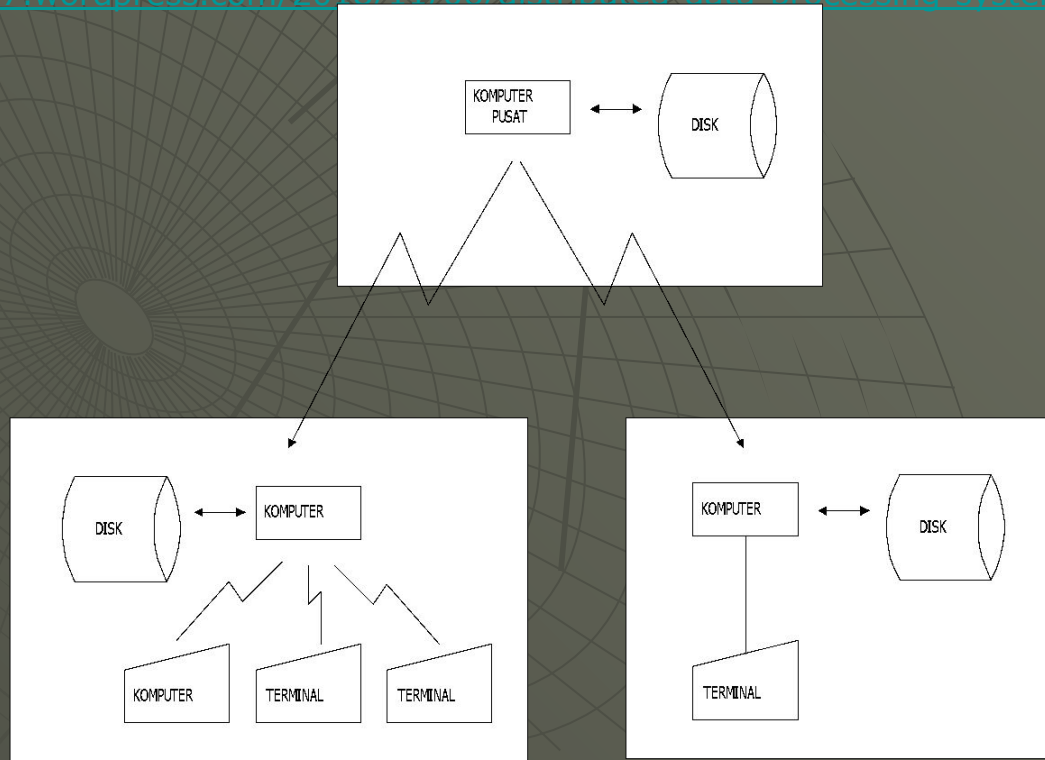 KOMPUTER
PUSAT
DISK
DISK
KOMPUTER
KOMPUTER
TERMINAL
TERMINAL
KOMPUTER
DISK
TERMINAL